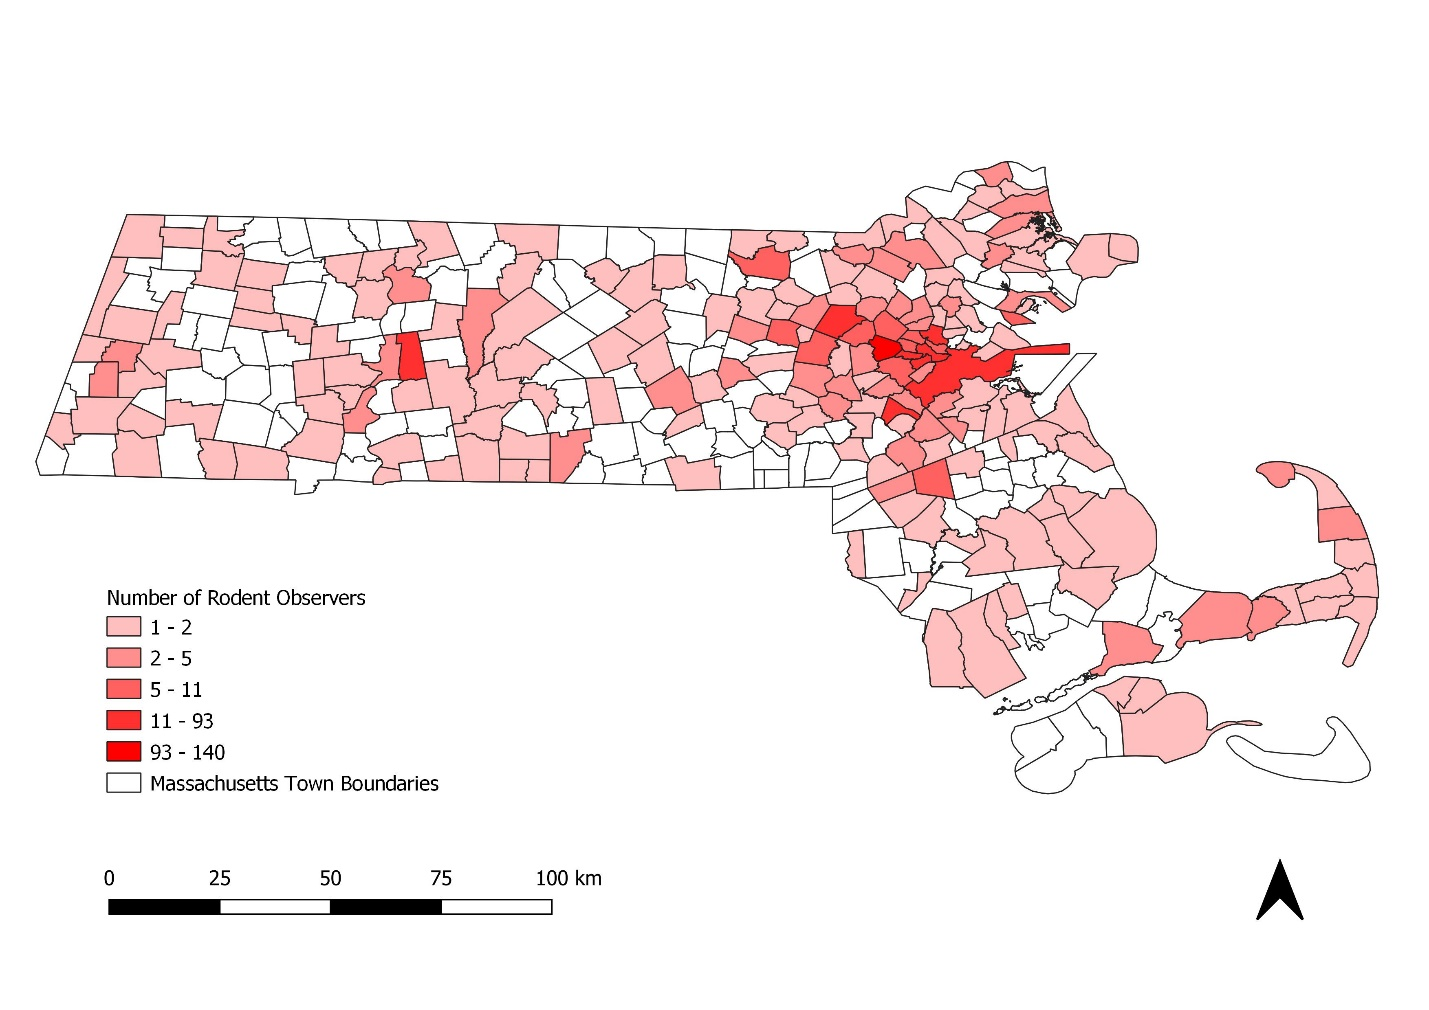 Number of Rodent Observers
1 - 2
2 - 5
5 - 11
11 - 93
93 - 140
Massachusetts Town Boundaries
0 25 50 75 100 km